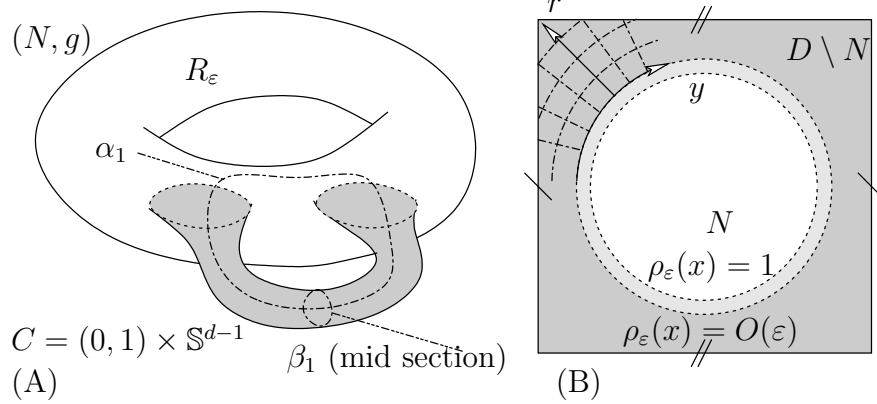 (N, g)
R_ε
α_1
C = (0, 1) × 𝕊^{d−1}
β_1 (mid section)
(A)
r
D \ N
y
N
ρ_ε(x) = 1
ρ_ε(x) = O(ε)
(B)